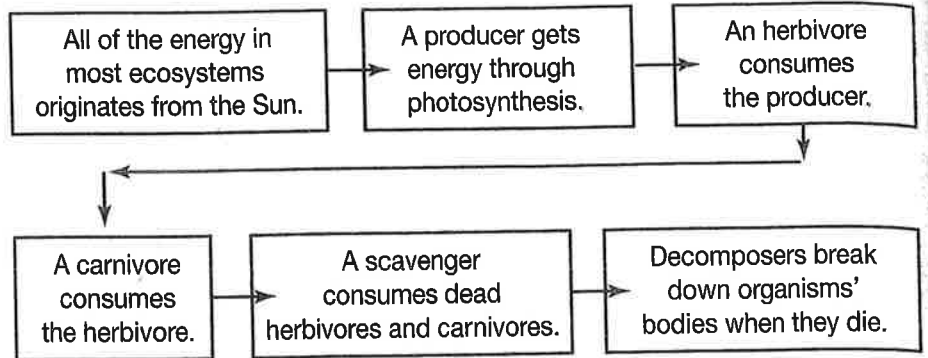 All of the energy in
most ecosystems
originates from the Sun.
A producer gets
energy through
photosynthesis.
An herbivore
consumes
the producer.
A carnivore
consumes
the herbivore.
A scavenger
consumes dead
herbivores and carnivores.
Decomposers break
down organisms'
bodies when they die.